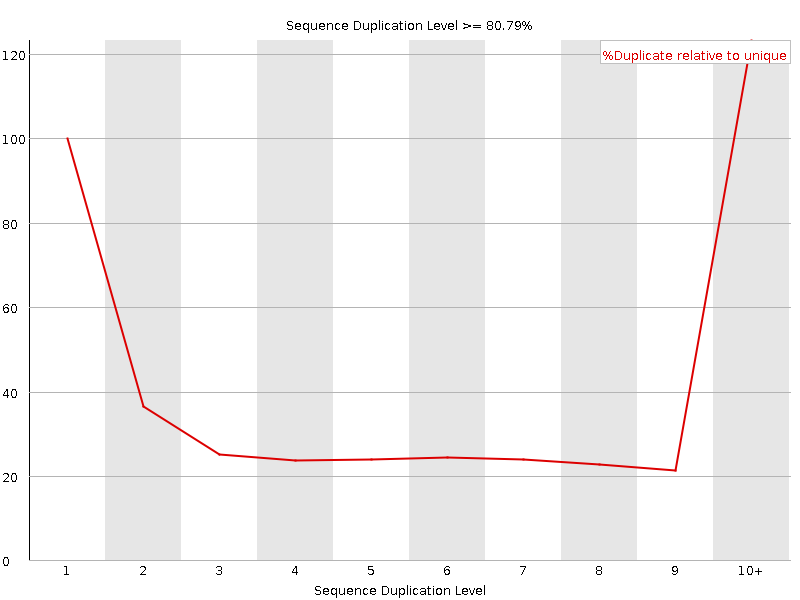 Sequence Duplication Level >= 80.79%
%Duplicate relative to unique
120
100
80
60
40
20
0
1 2 3 4 5 6 7 8 9 10+
Sequence Duplication Level